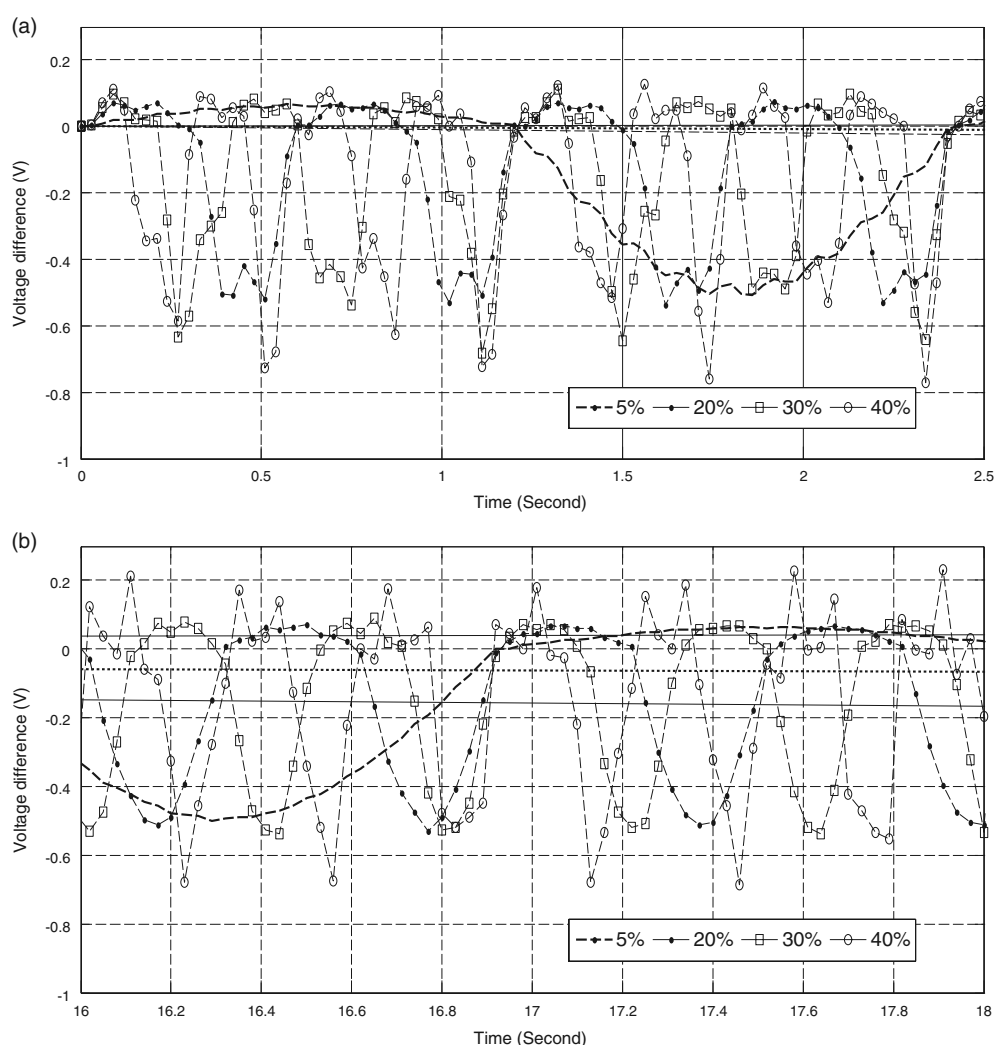 (a)
0.2
0
-0.2
-0.4
-0.6
-0.8
-1
Voltage difference (V)
5% 20% 30% 40%
0 0.5 1 1.5 2 2.5
Time (Second)
(b)
0.2
0
-0.2
-0.4
-0.6
-0.8
-1
Voltage difference (V)
5% 20% 30% 40%
16 16.2 16.4 16.6 16.8 17 17.2 17.4 17.6 17.8 18
Time (Second)